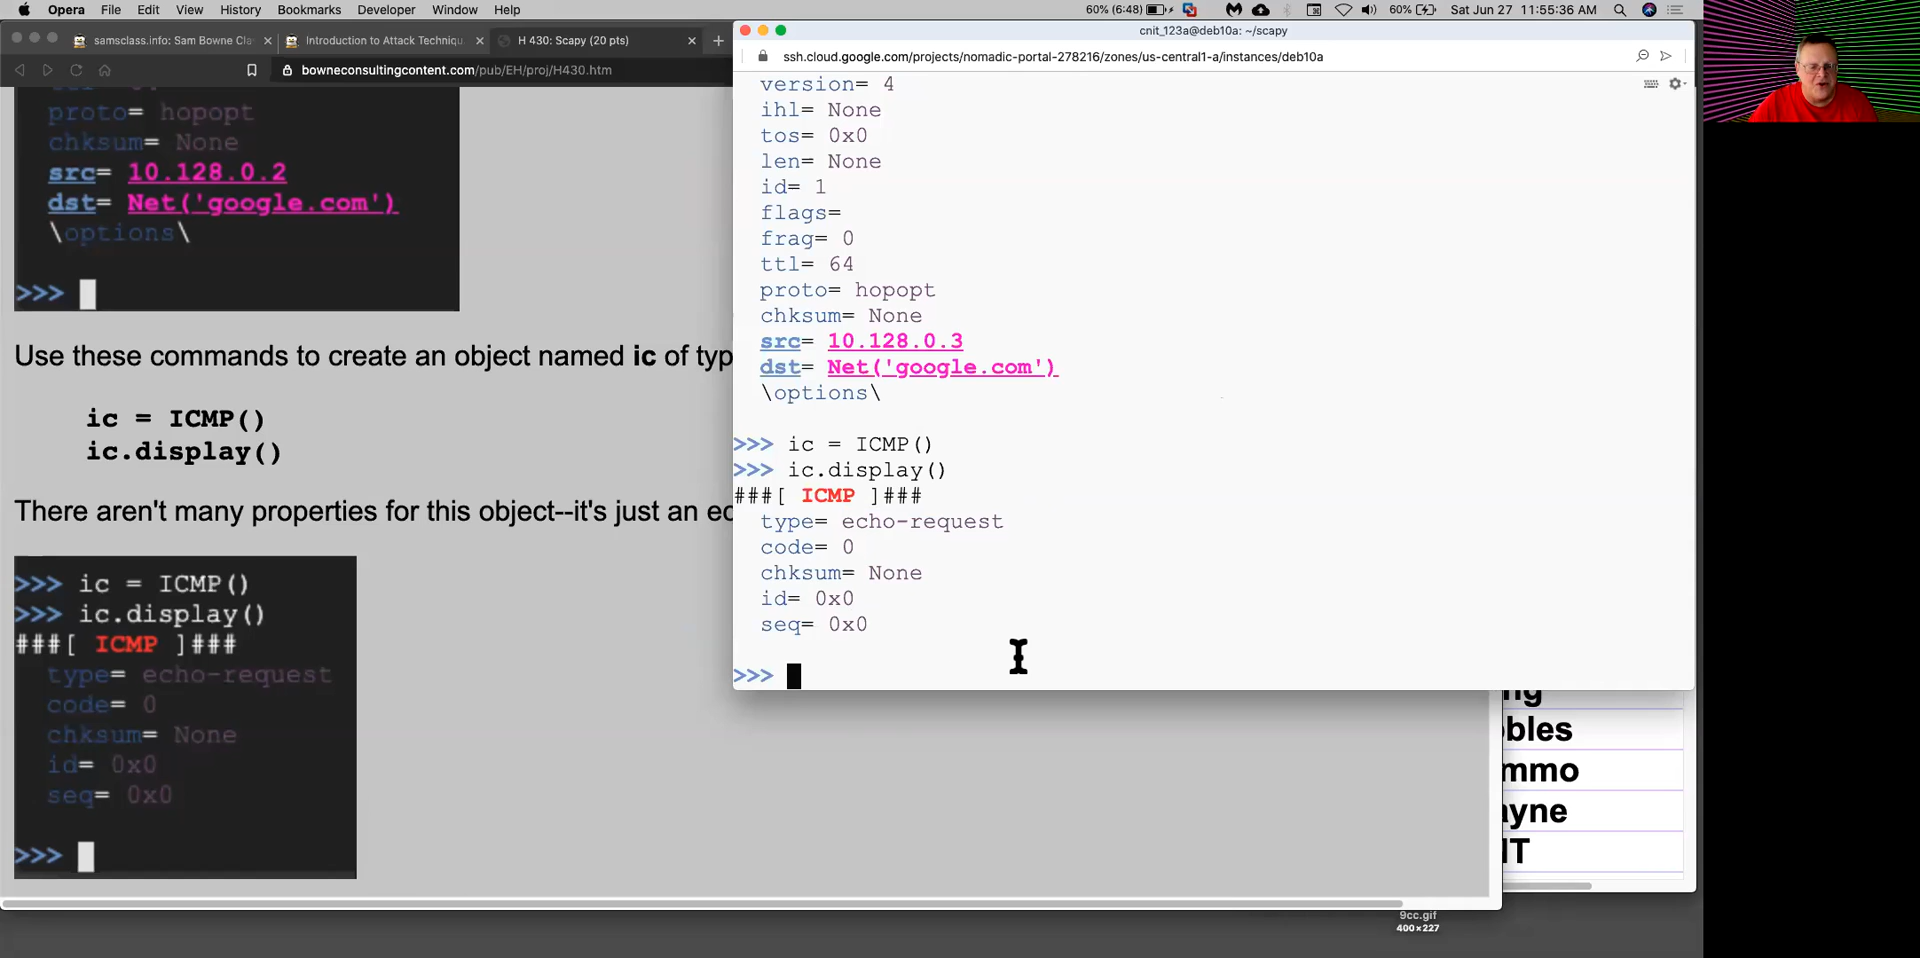 Opera File Edit View History Bookmarks Developer Window Help
60% (6:48) 60% Sat Jun 27 11:55:36 AM
samsclass.info: Sam Bowne Cla
Introduction to Attack Techniqu
H 430: Scapy (20 pts)
bowneconsultingcontent.com/pub/EH/proj/H430.htm
proto= hopopt
chksum= None
src= 10.128.0.2
dst= Net('google.com')
\options\
>>>
Use these commands to create an object named ic of typ
ic = ICMP()
ic.display()
There aren't many properties for this object--it's just an ec
>>> ic = ICMP()
>>> ic.display()
###[ ICMP ]###
type= echo-request
code= 0
chksum= None
id= 0x0
seq= 0x0
>>>
cnit_123a@deb10a: ~/scapy
ssh.cloud.google.com/projects/nomadic-portal-278216/zones/us-central1-a/instances/deb10a
version= 4
ihl= None
tos= 0x0
len= None
id= 1
flags=
frag= 0
ttl= 64
proto= hopopt
chksum= None
src= 10.128.0.3
dst= Net('google.com')
\options\
>>> ic = ICMP()
>>> ic.display()
###[ ICMP ]###
type= echo-request
code= 0
chksum= None
id= 0x0
seq= 0x0
>>>
ng
bles
mmo
ayne
IT
9cc.gif
400×227